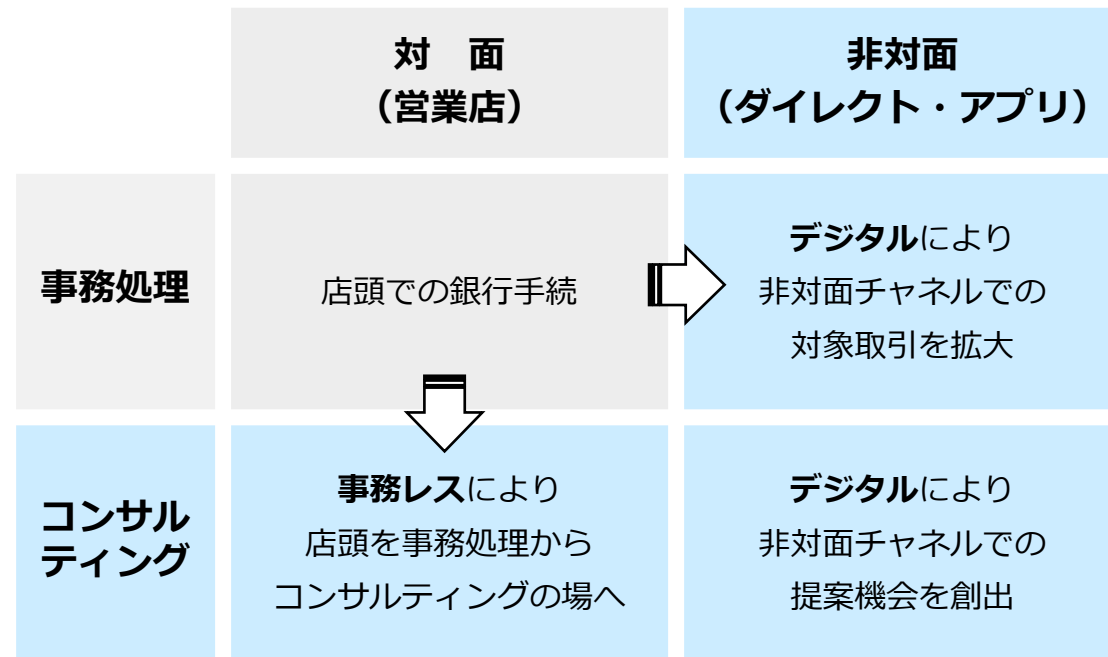 対　面
（営業店）
非対面
（ダイレクト・アプリ）
事務処理
店頭での銀行手続
デジタルにより
非対面チャネルでの
対象取引を拡大
コンサル
ティング
事務レスにより
店頭を事務処理から
コンサルティングの場へ
デジタルにより
非対面チャネルでの
提案機会を創出